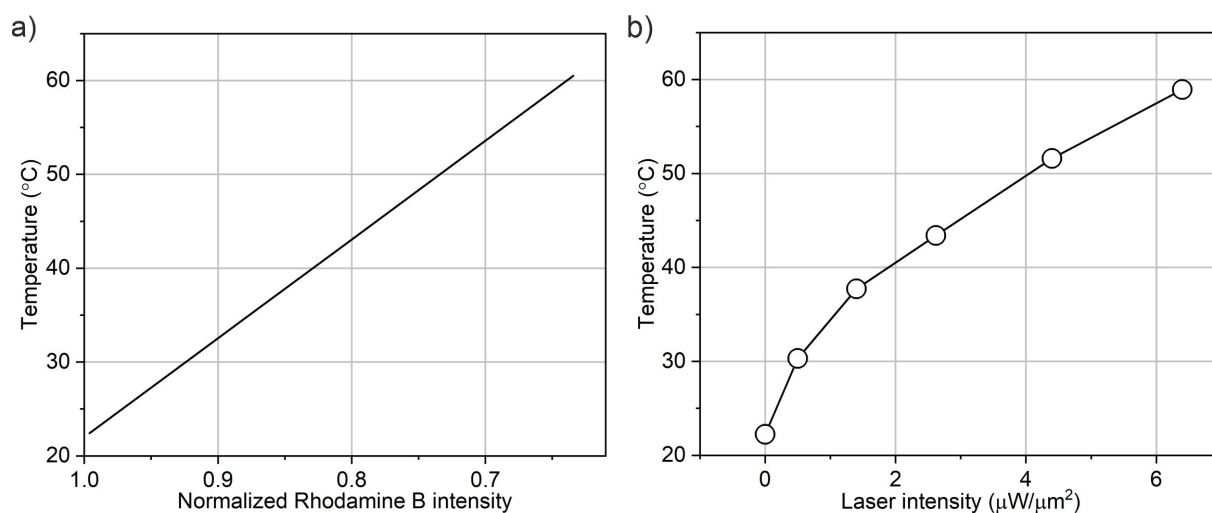 a)
Temperature (°C)
60
50
40
30
20
1.0 0.9 0.8 0.7
Normalized Rhodamine B intensity
b)
Temperature (°C)
60
50
40
30
20
0 2 4 6
Laser intensity (μW/μm²)